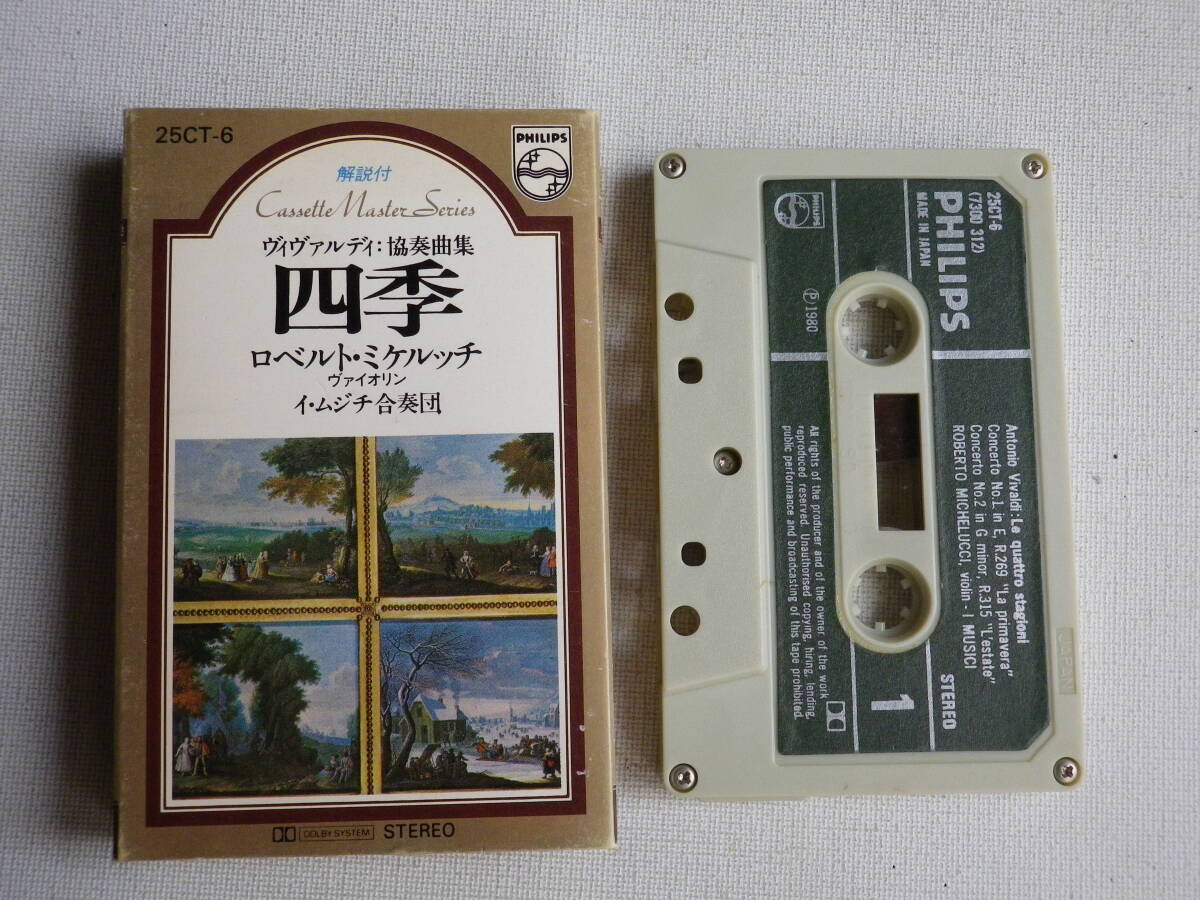 25CT-6
PHILIPS
解説付
Cassette Master Series
ヴィヴァルディ:協奏曲集
四季
ロベルト・ミケルッチ
ヴァイオリン
イ・ムジチ合奏団
DOLBY SYSTEM STEREO
25CT-6
(7300 312)
PHILIPS
MADE IN JAPAN
PHILIPS
Ⓟ1980
Antonio Vivaldi:Le quattro stagioni
Concerto No.1 in E, R.269 "La primavera"
Concerto No.2 in G minor, R.315 "L'estate"
ROBERTO MICHELUCCI, violin - I MUSICI
STEREO
1
All rights of the producer and of the owner of the work
reproduced reserved. Unauthorised copying, hiring, lending,
public performance and broadcasting of this tape prohibited.